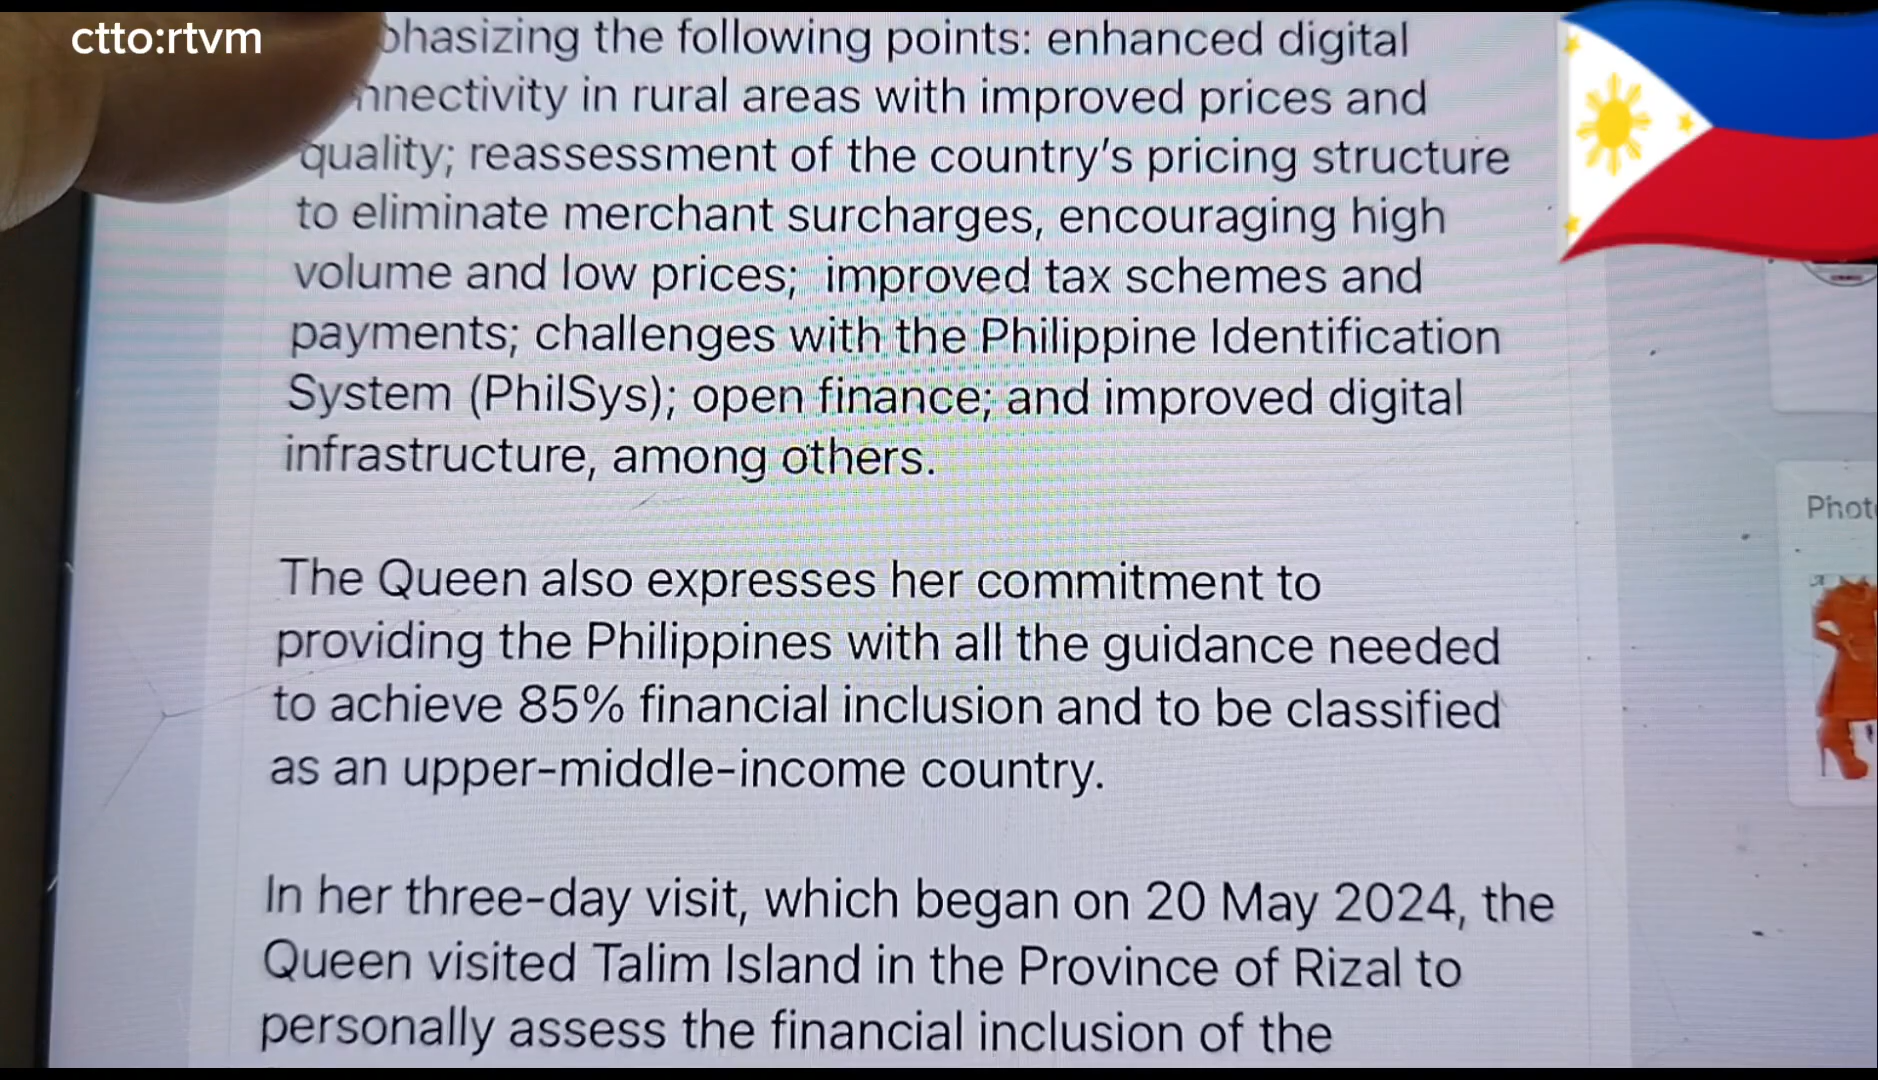 ctto:rtvm
phasizing the following points: enhanced digital
nnectivity in rural areas with improved prices and
quality; reassessment of the country's pricing structure
to eliminate merchant surcharges, encouraging high
volume and low prices; improved tax schemes and
payments; challenges with the Philippine Identification
System (PhilSys); open finance; and improved digital
infrastructure, among others.
The Queen also expresses her commitment to
providing the Philippines with all the guidance needed
to achieve 85% financial inclusion and to be classified
as an upper-middle-income country.
In her three-day visit, which began on 20 May 2024, the
Queen visited Talim Island in the Province of Rizal to
personally assess the financial inclusion of the
Phot